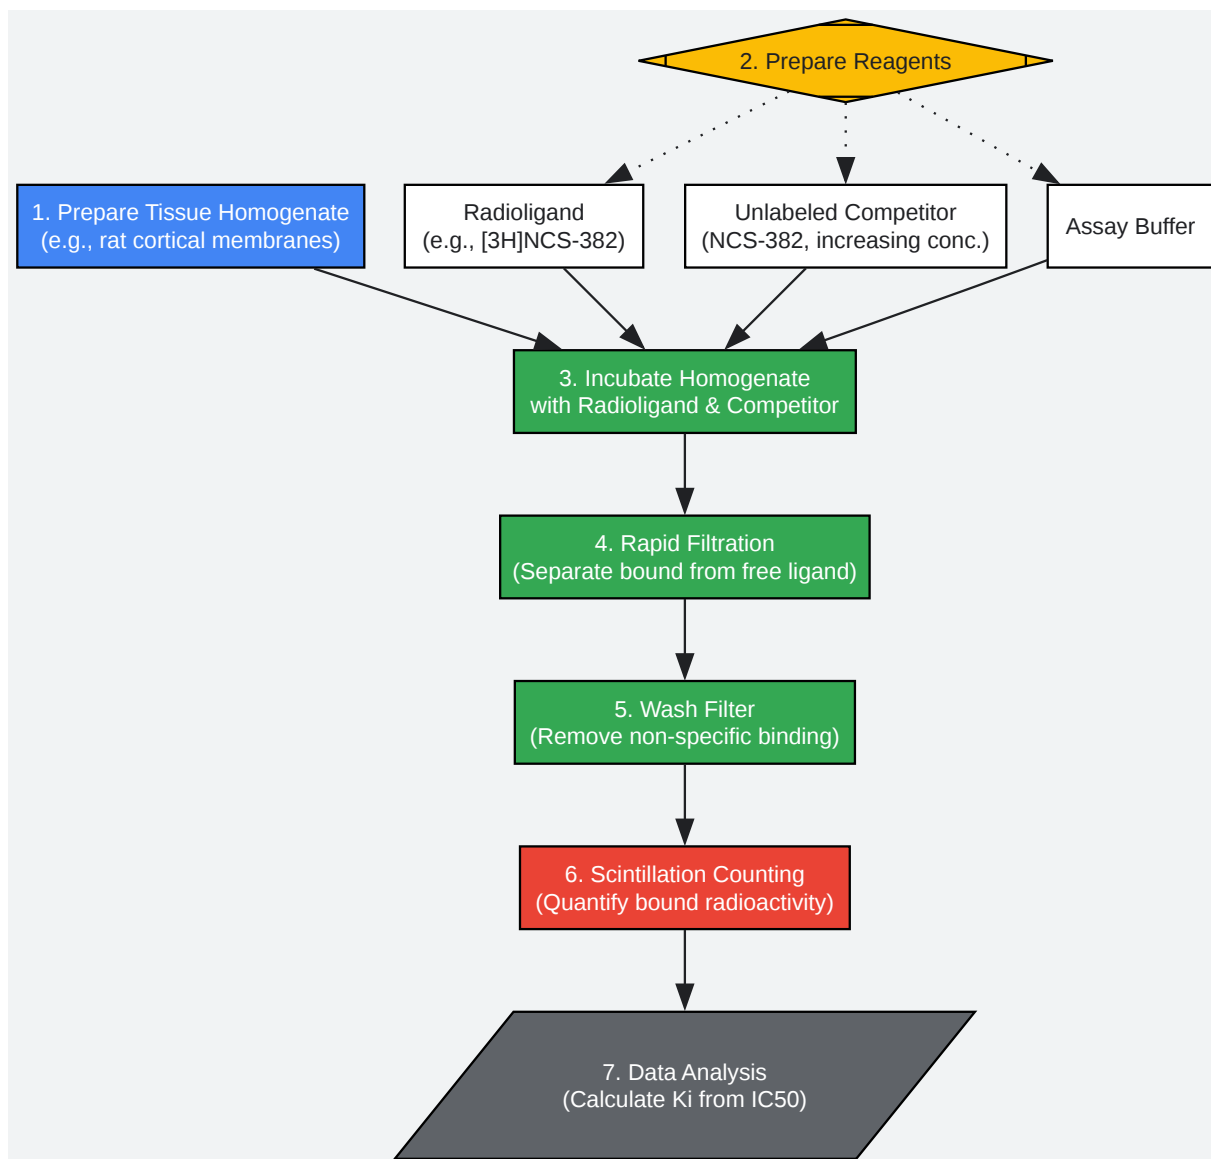 2. Prepare Reagents
1. Prepare Tissue Homogenate
(e.g., rat cortical membranes)
Radioligand
(e.g., [3H]NCS-382)
Unlabeled Competitor
(NCS-382, increasing conc.)
Assay Buffer
3. Incubate Homogenate
with Radioligand & Competitor
4. Rapid Filtration
(Separate bound from free ligand)
5. Wash Filter
(Remove non-specific binding)
6. Scintillation Counting
(Quantify bound radioactivity)
7. Data Analysis
(Calculate Ki from IC50)